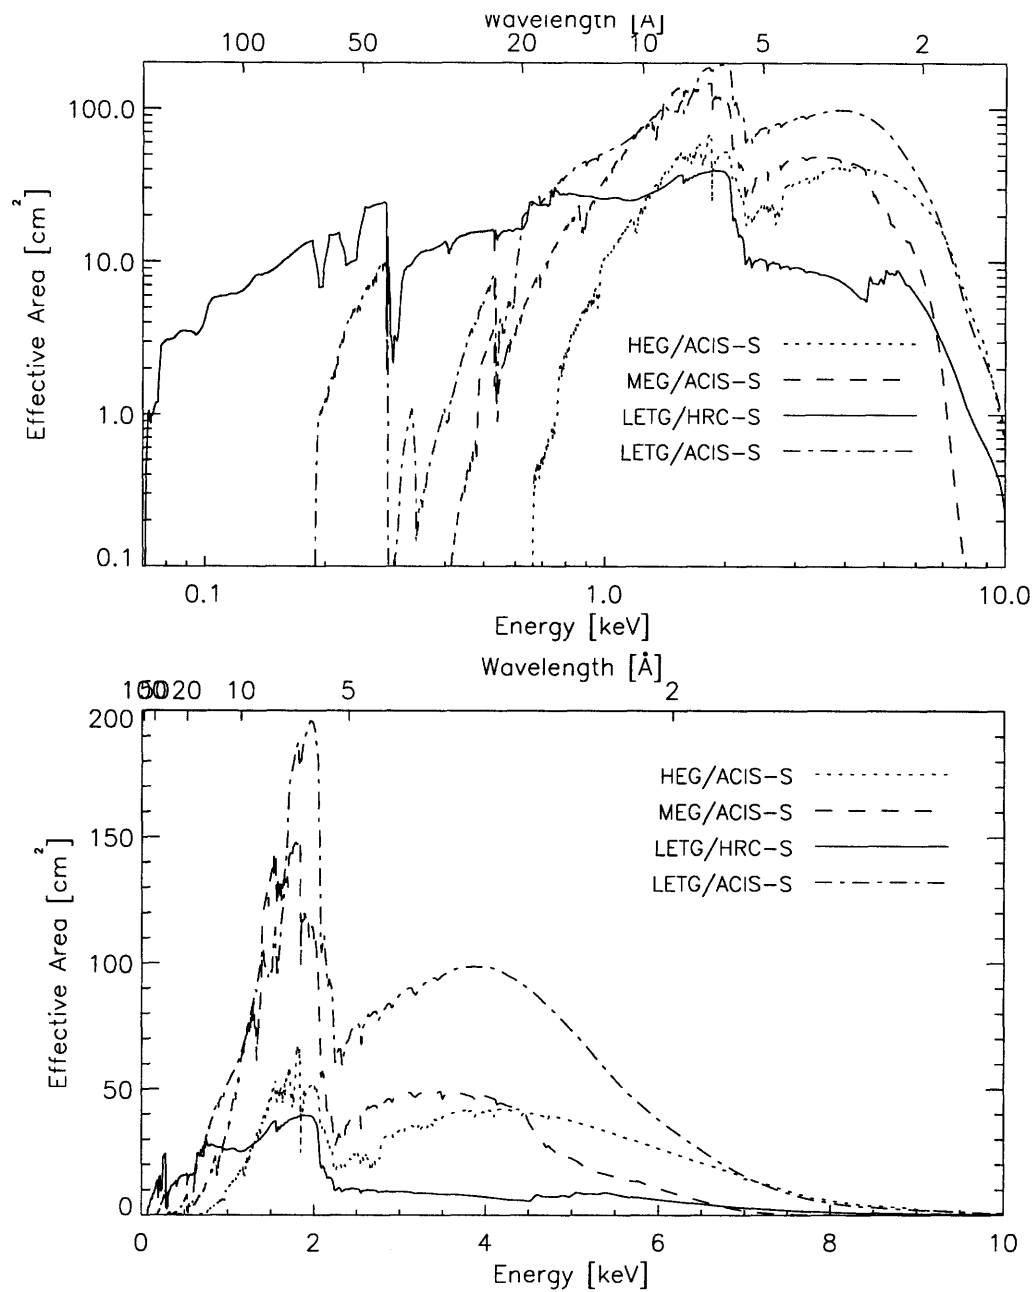 Wavelength [Å]
100 50 20 10 5 2
100.0
10.0
1.0
0.1
Effective Area [cm²]
HEG/ACIS-S
MEG/ACIS-S
LETG/HRC-S
LETG/ACIS-S
0.1 1.0 10.0
Energy [keV]
Wavelength [Å]
100 50 20 10 5 2
200
150
100
50
0
Effective Area [cm²]
HEG/ACIS-S
MEG/ACIS-S
LETG/HRC-S
LETG/ACIS-S
0 2 4 6 8 10
Energy [keV]